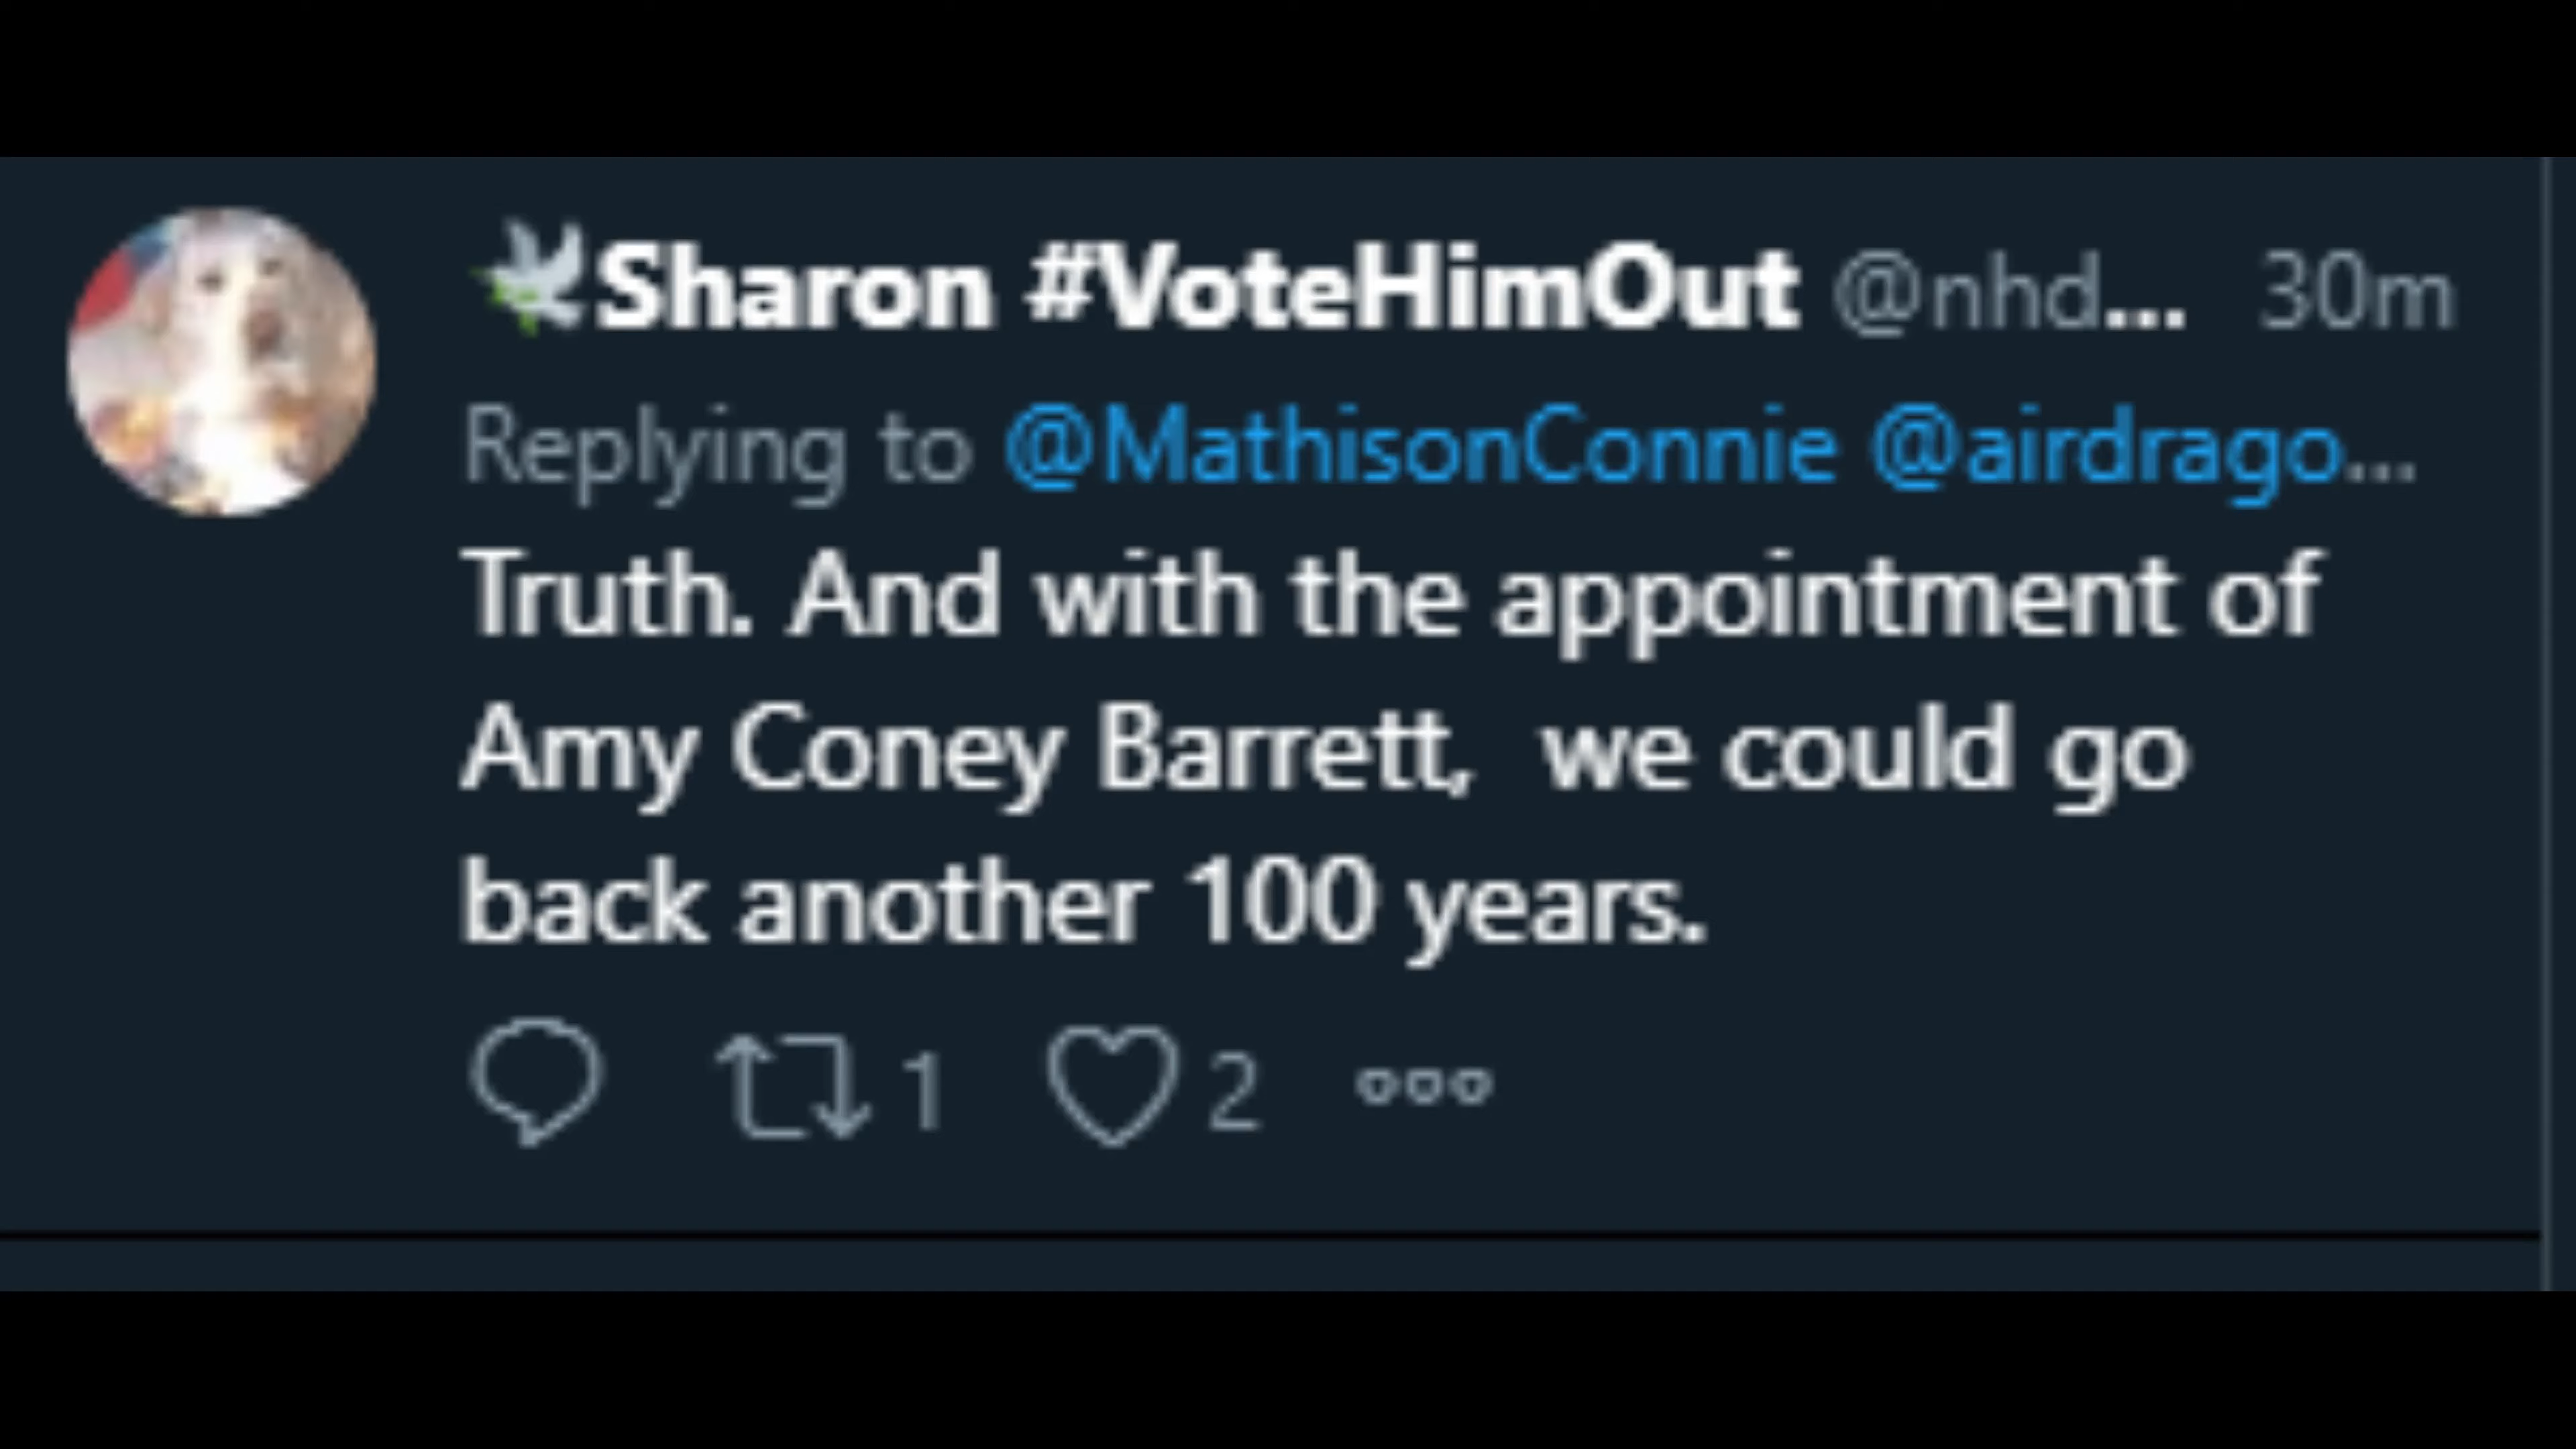 🕊Sharon #VoteHimOut @nhd... 30m
Replying to @MathisonConnie @airdrago...
Truth. And with the appointment of
Amy Coney Barrett,  we could go
back another 100 years.
1 2